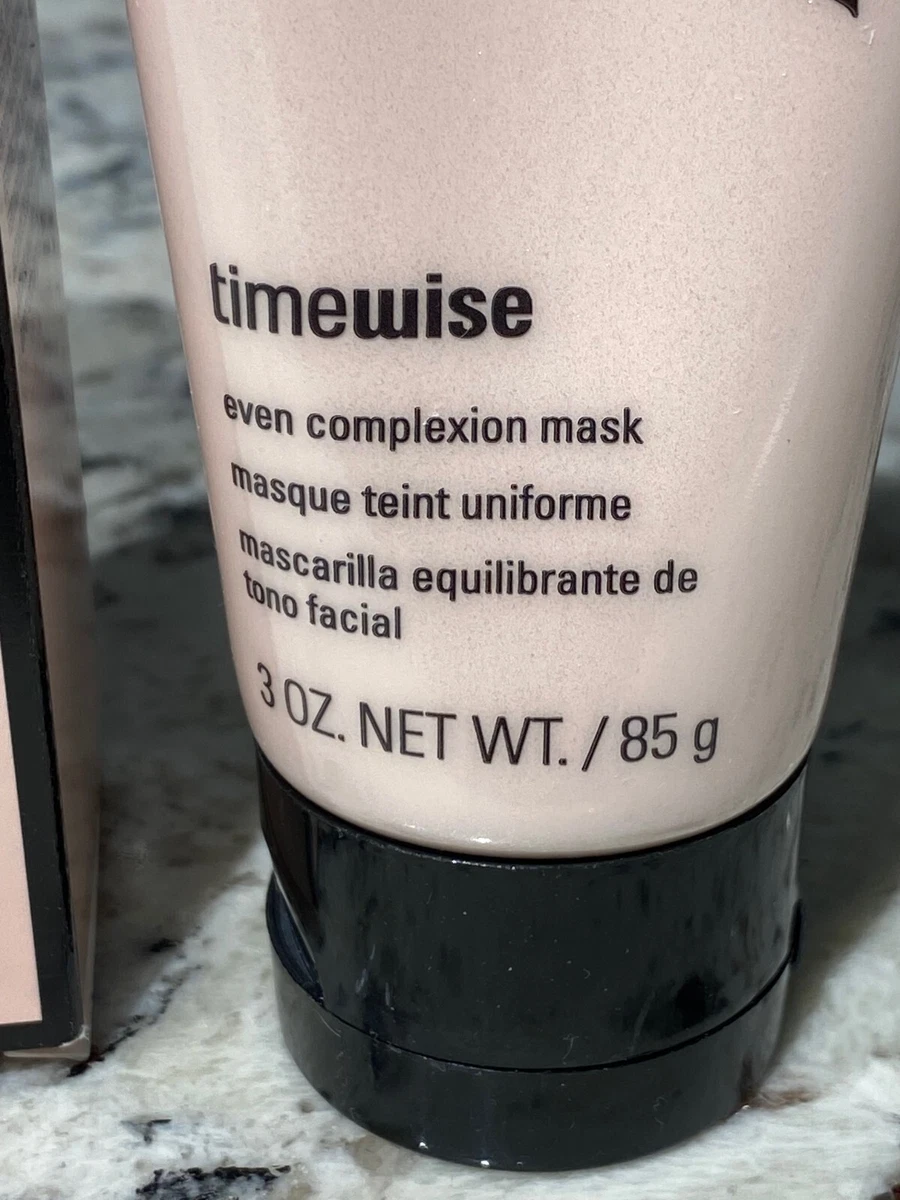 timewise
even complexion mask
masque teint uniforme
mascarilla equilibrante de
tono facial
3 OZ. NET WT. / 85 g